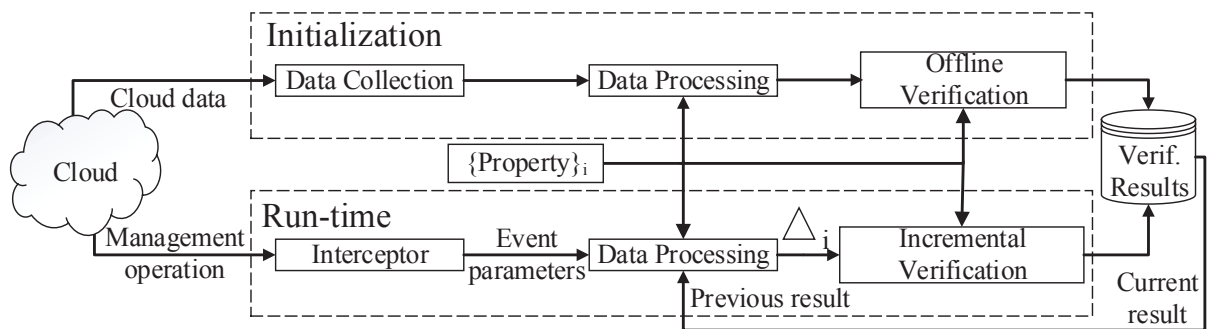 Initialization
Data Collection
Data Processing
Offline
Verification
Cloud data
Cloud
{Property}i
Verif.
Results
Run-time
Management
operation
Interceptor
Event
parameters
Data Processing
△i
Incremental
Verification
Previous result
Current
result